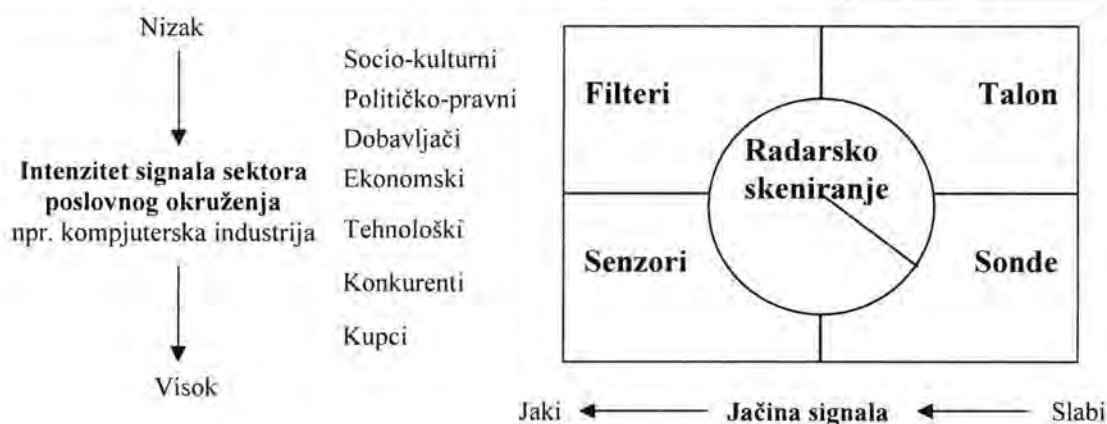 Nizak
Intenzitet signala sektora
poslovnog okruženja
npr. kompjuterska industrija
Visok
Socio-kulturni
Političko-pravni
Dobavljači
Ekonomski
Tehnološki
Konkurenti
Kupci
Filteri
Talon
Radarsko
skeniranje
Senzori
Sonde
Jaki
Jačina signala
Slabi